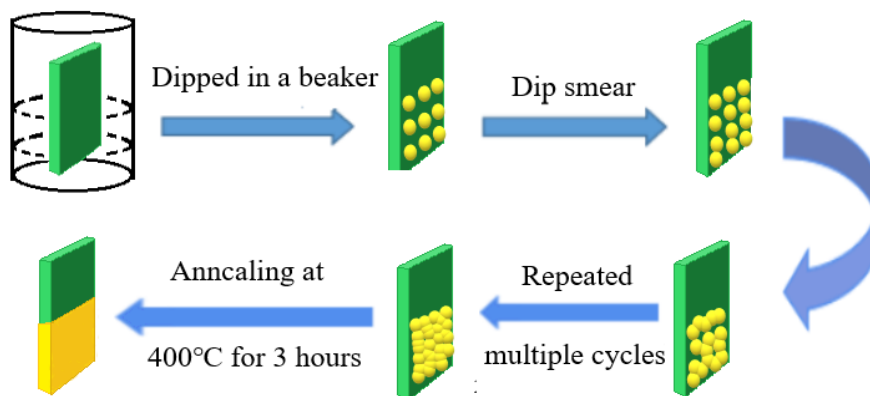 Dipped in a beaker
Dip smear
Anncaling at
400°C for 3 hours
Repeated
multiple cycles